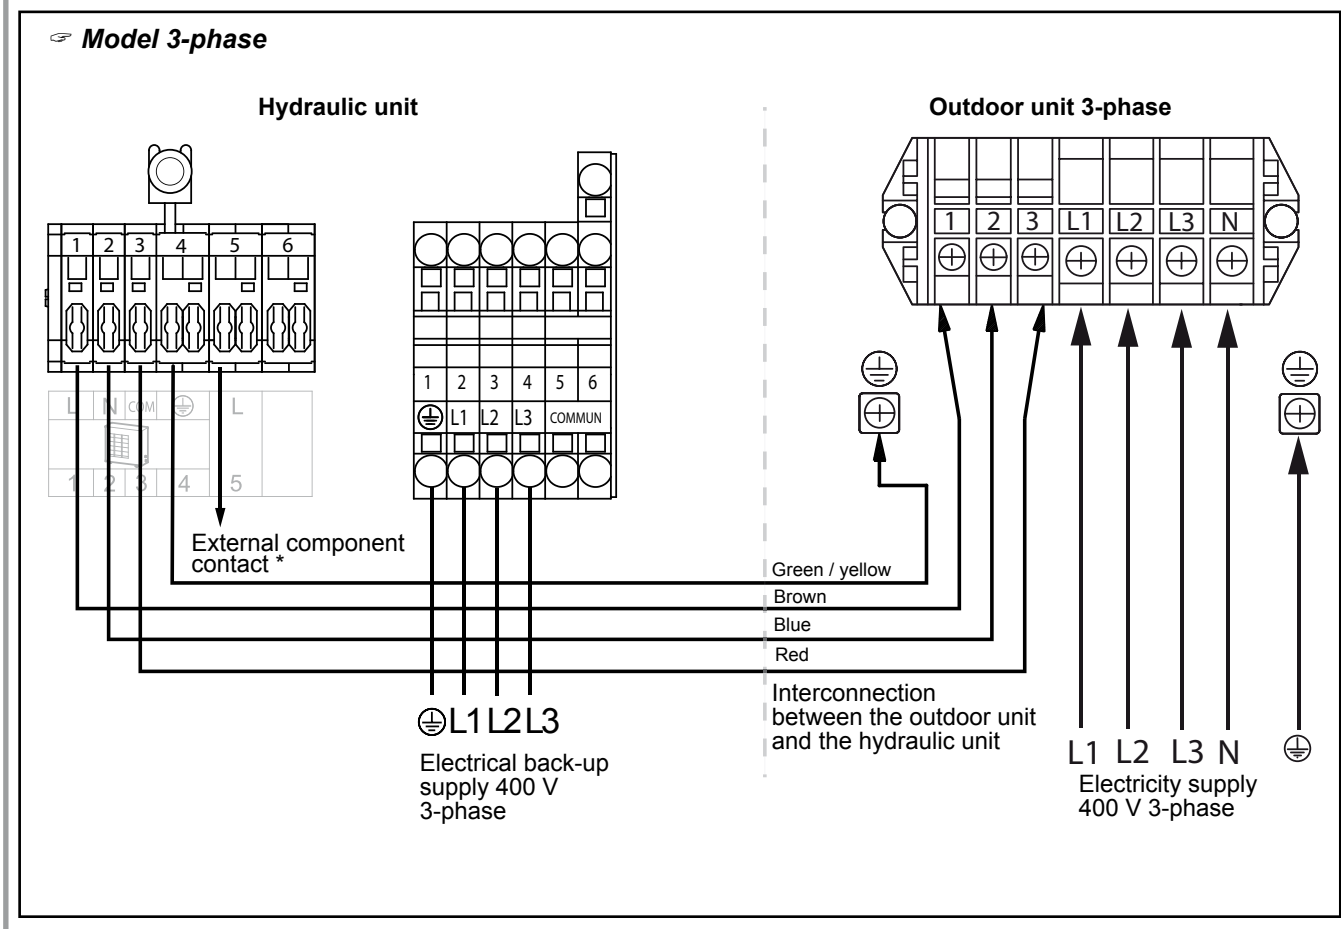 ☞ Model 3-phase
Hydraulic unit
Outdoor unit 3-phase
1 2 3 4 5 6
1 2 3 L1 L2 L3 N
1 2 3 4 5 6
L1 L2 L3 COMMUN
L N COM L
1 2 3 4 5
External component
contact *
Green / yellow
Brown
Blue
Red
Interconnection
between the outdoor unit
and the hydraulic unit
L1 L2 L3
Electrical back-up
supply 400 V
3-phase
L1 L2 L3 N
Electricity supply
400 V 3-phase